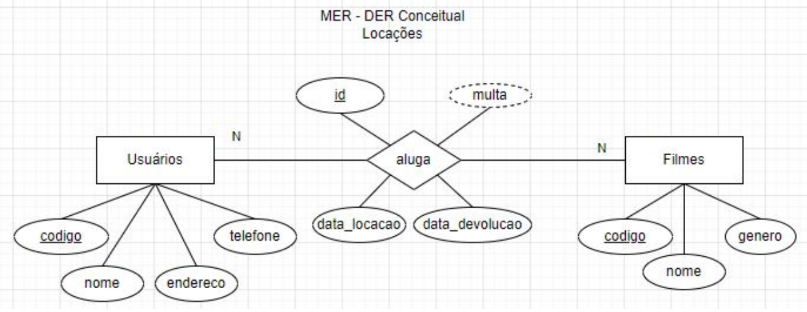 MER - DER Conceitual
Locações
id
multa
N
N
Usuários
aluga
Filmes
codigo
telefone
data_locacao
data_devolucao
codigo
genero
nome
endereco
nome